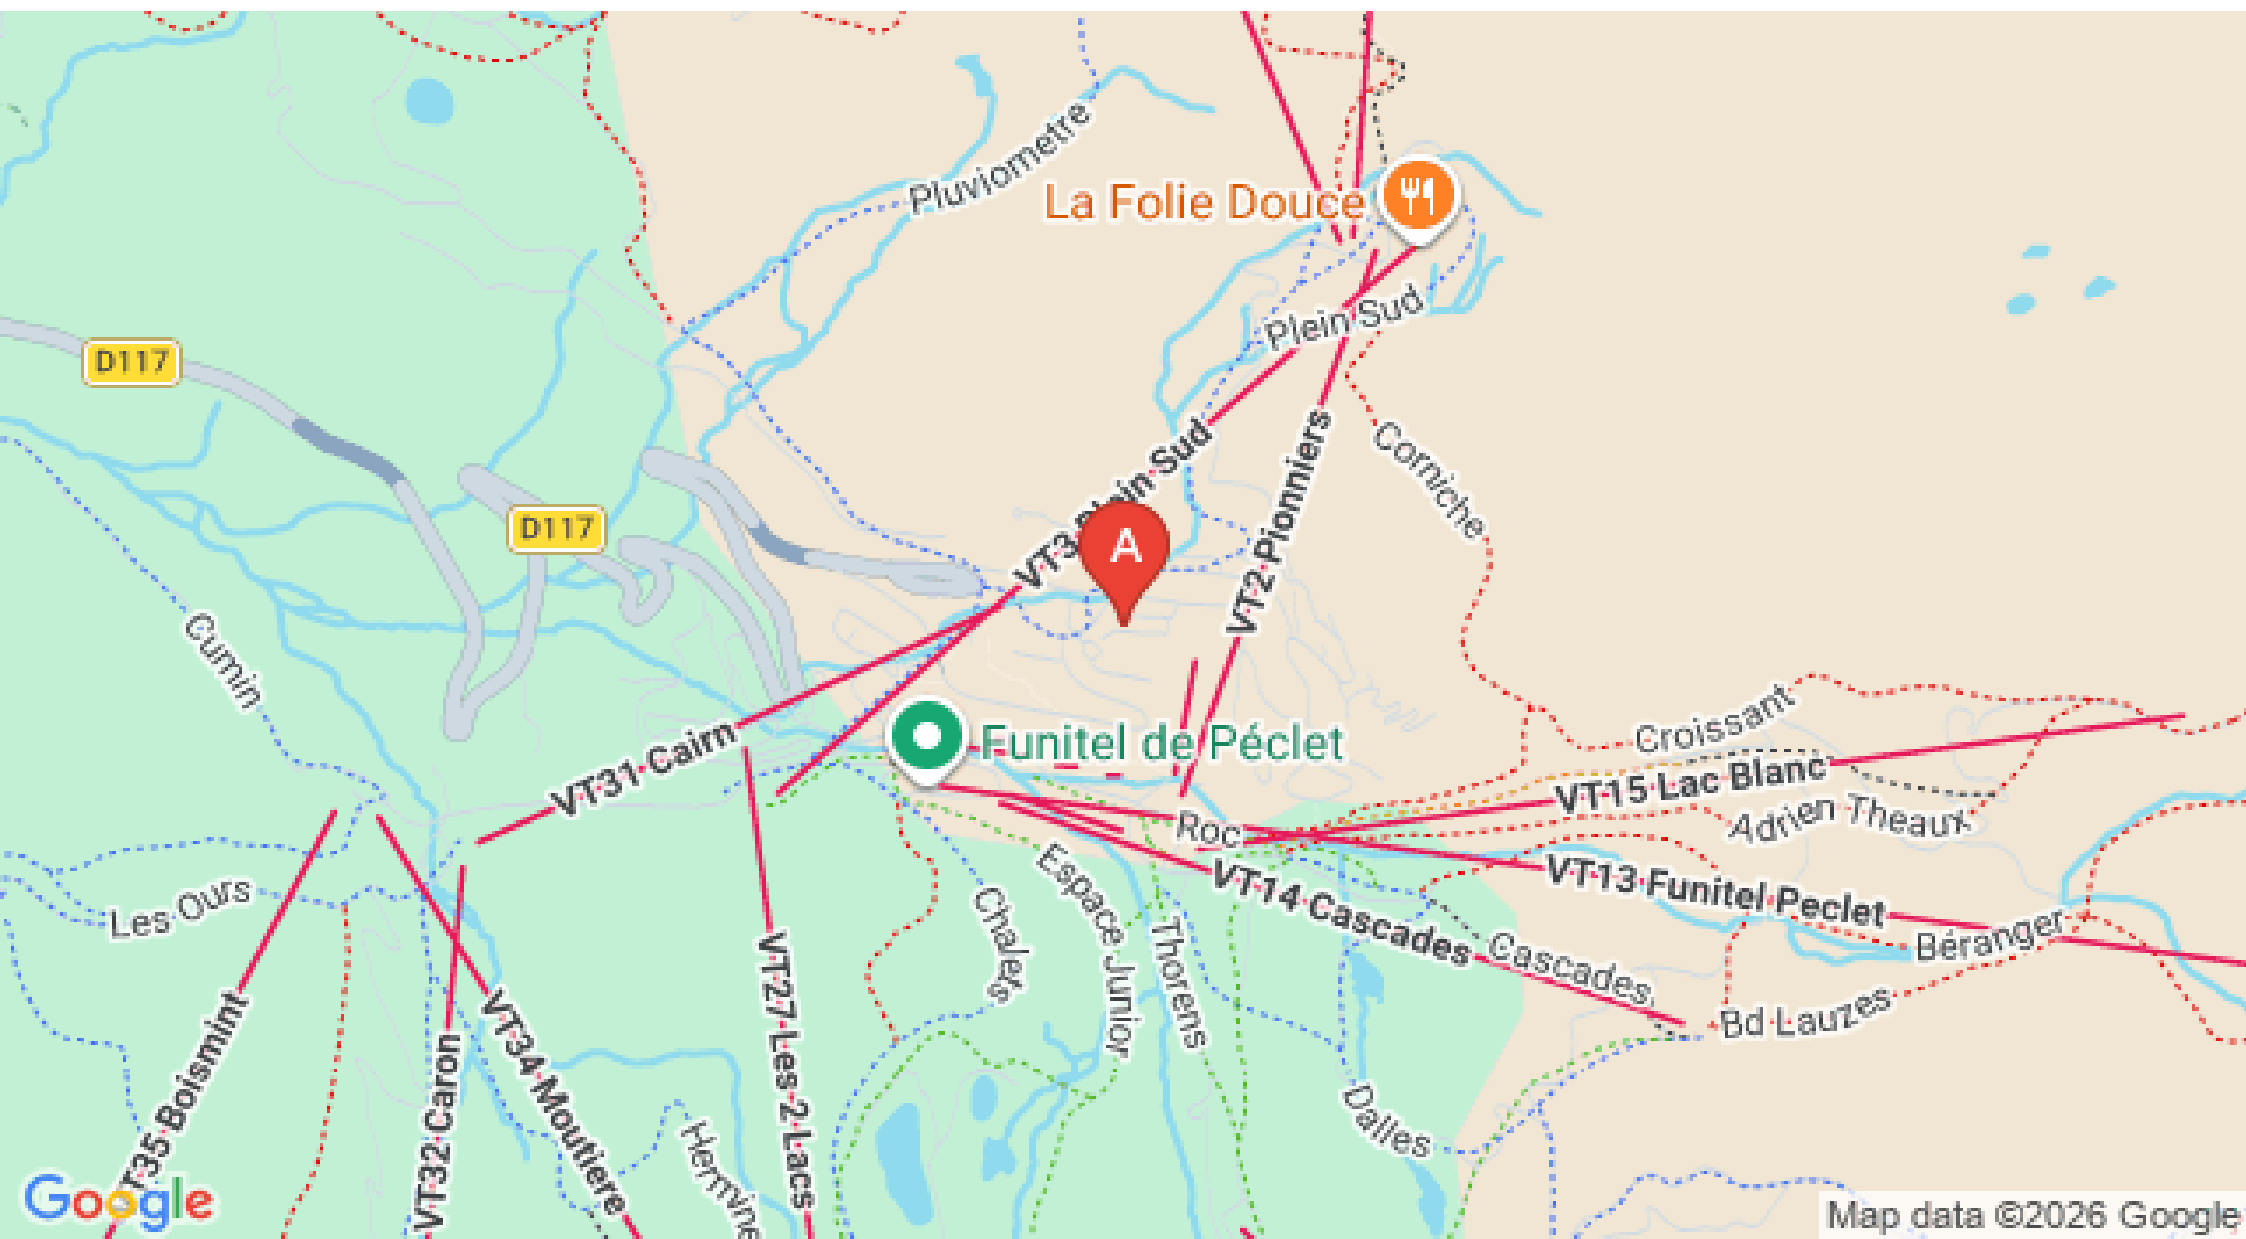 Pluviometre
La Folie Douce
Plein Sud
D117
D117
VT3 Plein Sud
VT2 Pionniers
Corniche
A
Cumin
Funitel de Péclet
Croissant
VT31 Cairn
VT15 Lac Blanc
Adrien Theaux
Roc
VT13 Funitel Peclet
VT14 Cascades
Les Ours
Espace Junior
Chalets
Thorens
Cascades
Béranger
Bd Lauzes
VT27 Les 2 Lacs
VT34 Moutiere
VT32 Caron
T35 Boismint
Dalles
Hermine
Google
Map data ©2026 Google